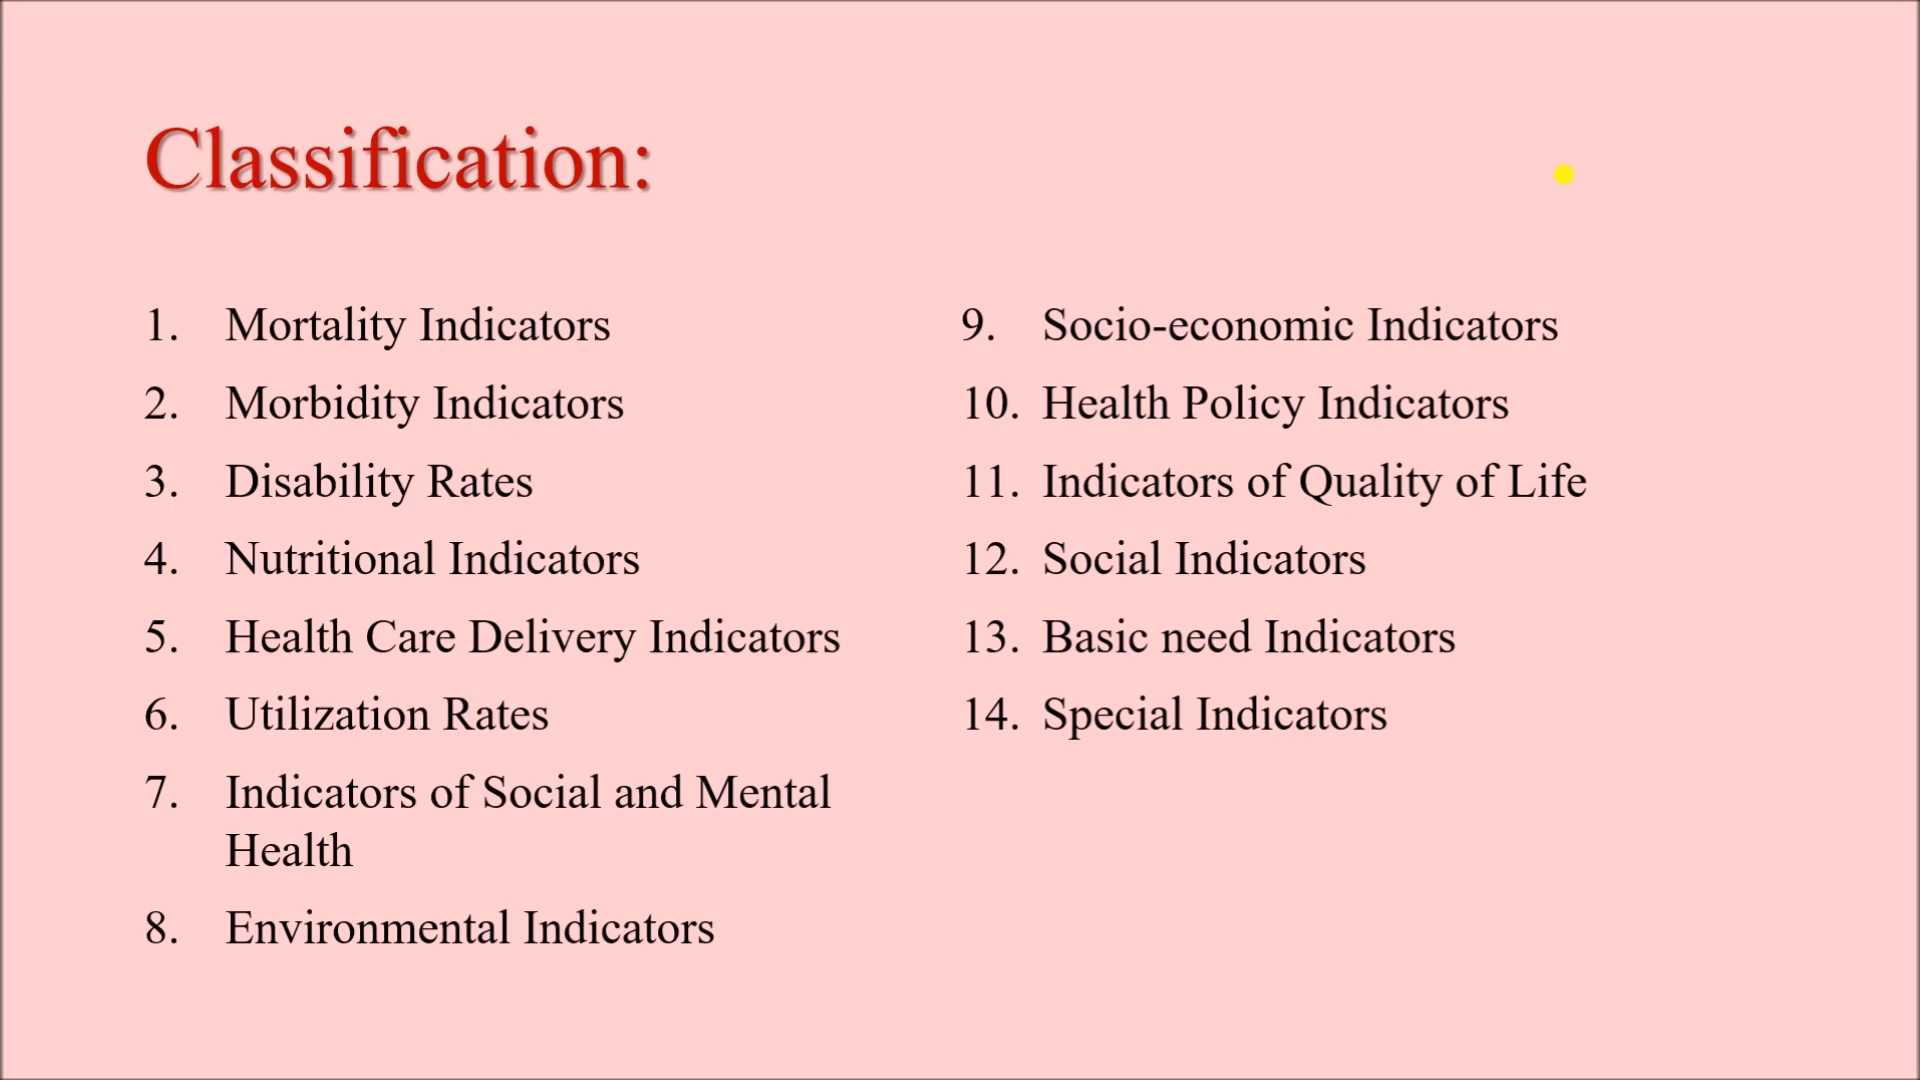 Classification:
1. Mortality Indicators
2. Morbidity Indicators
3. Disability Rates
4. Nutritional Indicators
5. Health Care Delivery Indicators
6. Utilization Rates
7. Indicators of Social and Mental
Health
8. Environmental Indicators
9. Socio-economic Indicators
10. Health Policy Indicators
11. Indicators of Quality of Life
12. Social Indicators
13. Basic need Indicators
14. Special Indicators